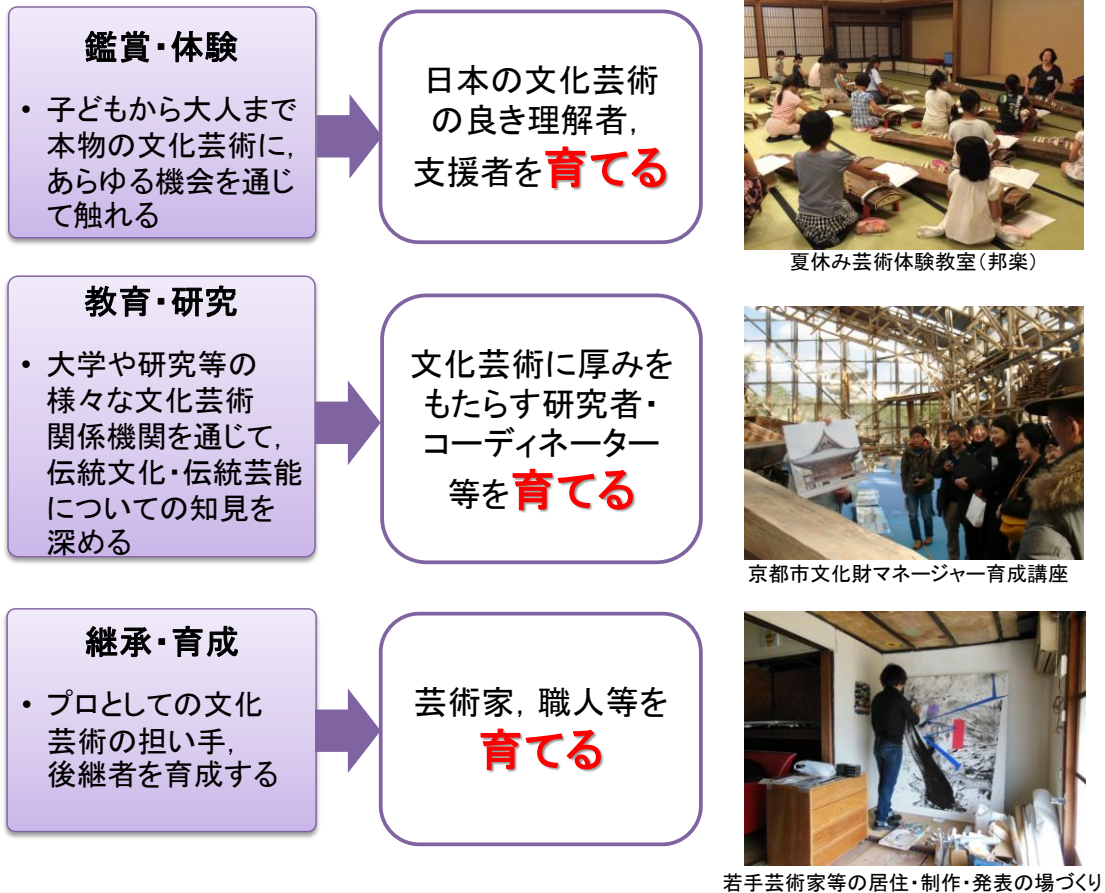 鑑賞・体験
• 子どもから大人まで
本物の文化芸術に，
あらゆる機会を通じ
て触れる
日本の文化芸術
の良き理解者，
支援者を育てる
夏休み芸術体験教室（邦楽）
教育・研究
• 大学や研究等の
様々な文化芸術
関係機関を通じて，
伝統文化・伝統芸能
についての知見を
深める
文化芸術に厚みを
もたらす研究者・
コーディネーター
等を育てる
京都市文化財マネージャー育成講座
継承・育成
• プロとしての文化
芸術の担い手，
後継者を育成する
芸術家，職人等を
育てる
若手芸術家等の居住・制作・発表の場づくり